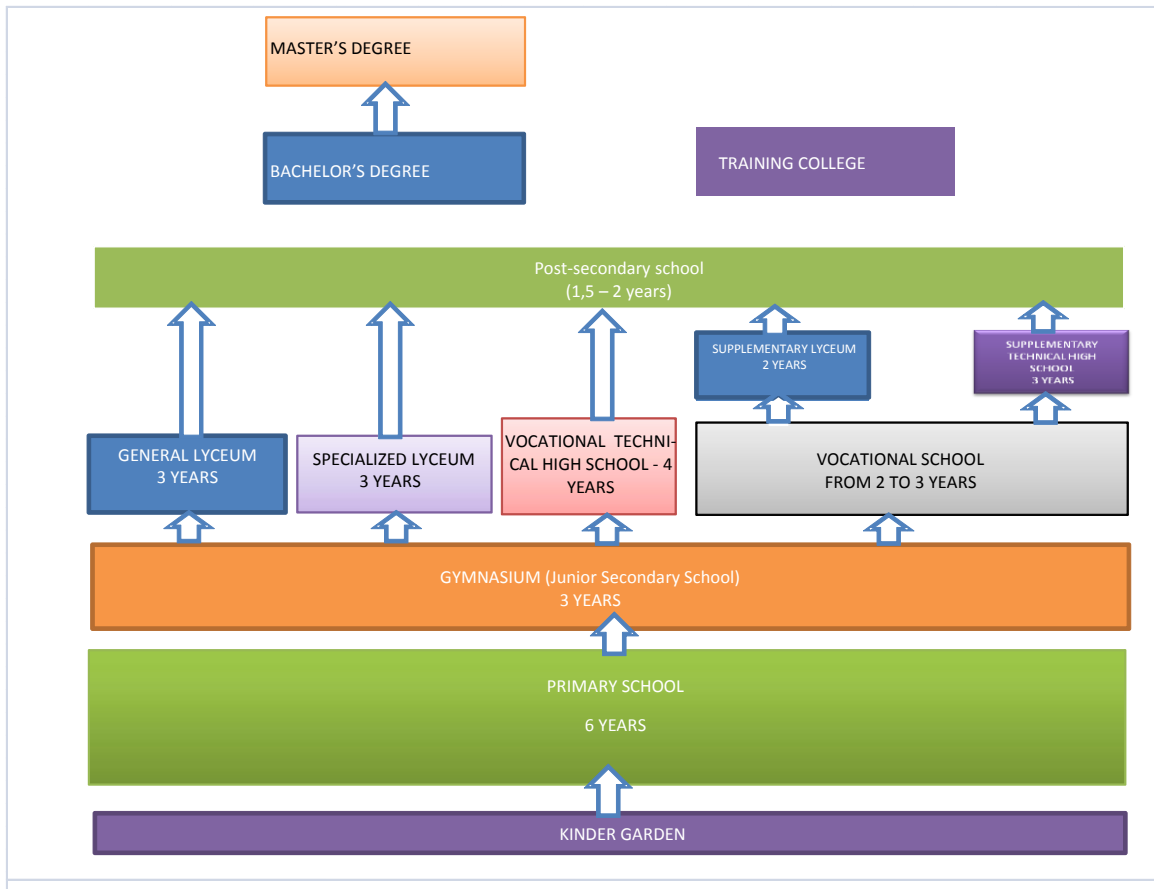 MASTER'S DEGREE
BACHELOR'S DEGREE
TRAINING COLLEGE
Post-secondary school
(1,5 – 2 years)
SUPPLEMENTARY LYCEUM
2 YEARS
SUPPLEMENTARY
TECHNICAL HIGH
SCHOOL
3 YEARS
GENERAL LYCEUM
3 YEARS
SPECIALIZED LYCEUM
3 YEARS
VOCATIONAL TECHNI-
CAL HIGH SCHOOL - 4
YEARS
VOCATIONAL SCHOOL
FROM 2 TO 3 YEARS
GYMNASIUM (Junior Secondary School)
3 YEARS
PRIMARY SCHOOL
6 YEARS
KINDER GARDEN